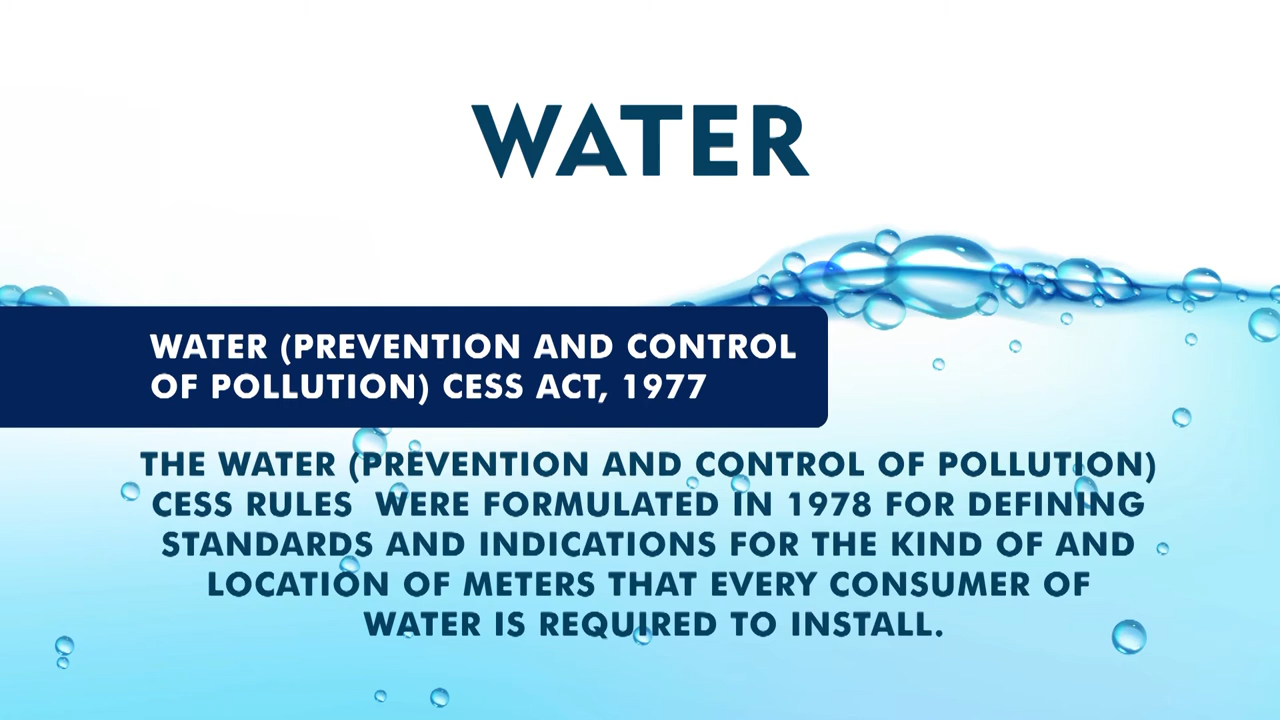 WATER
WATER (PREVENTION AND CONTROL
OF POLLUTION) CESS ACT, 1977
THE WATER (PREVENTION AND CONTROL OF POLLUTION)
CESS RULES  WERE FORMULATED IN 1978 FOR DEFINING
STANDARDS AND INDICATIONS FOR THE KIND OF AND
LOCATION OF METERS THAT EVERY CONSUMER OF
WATER IS REQUIRED TO INSTALL.